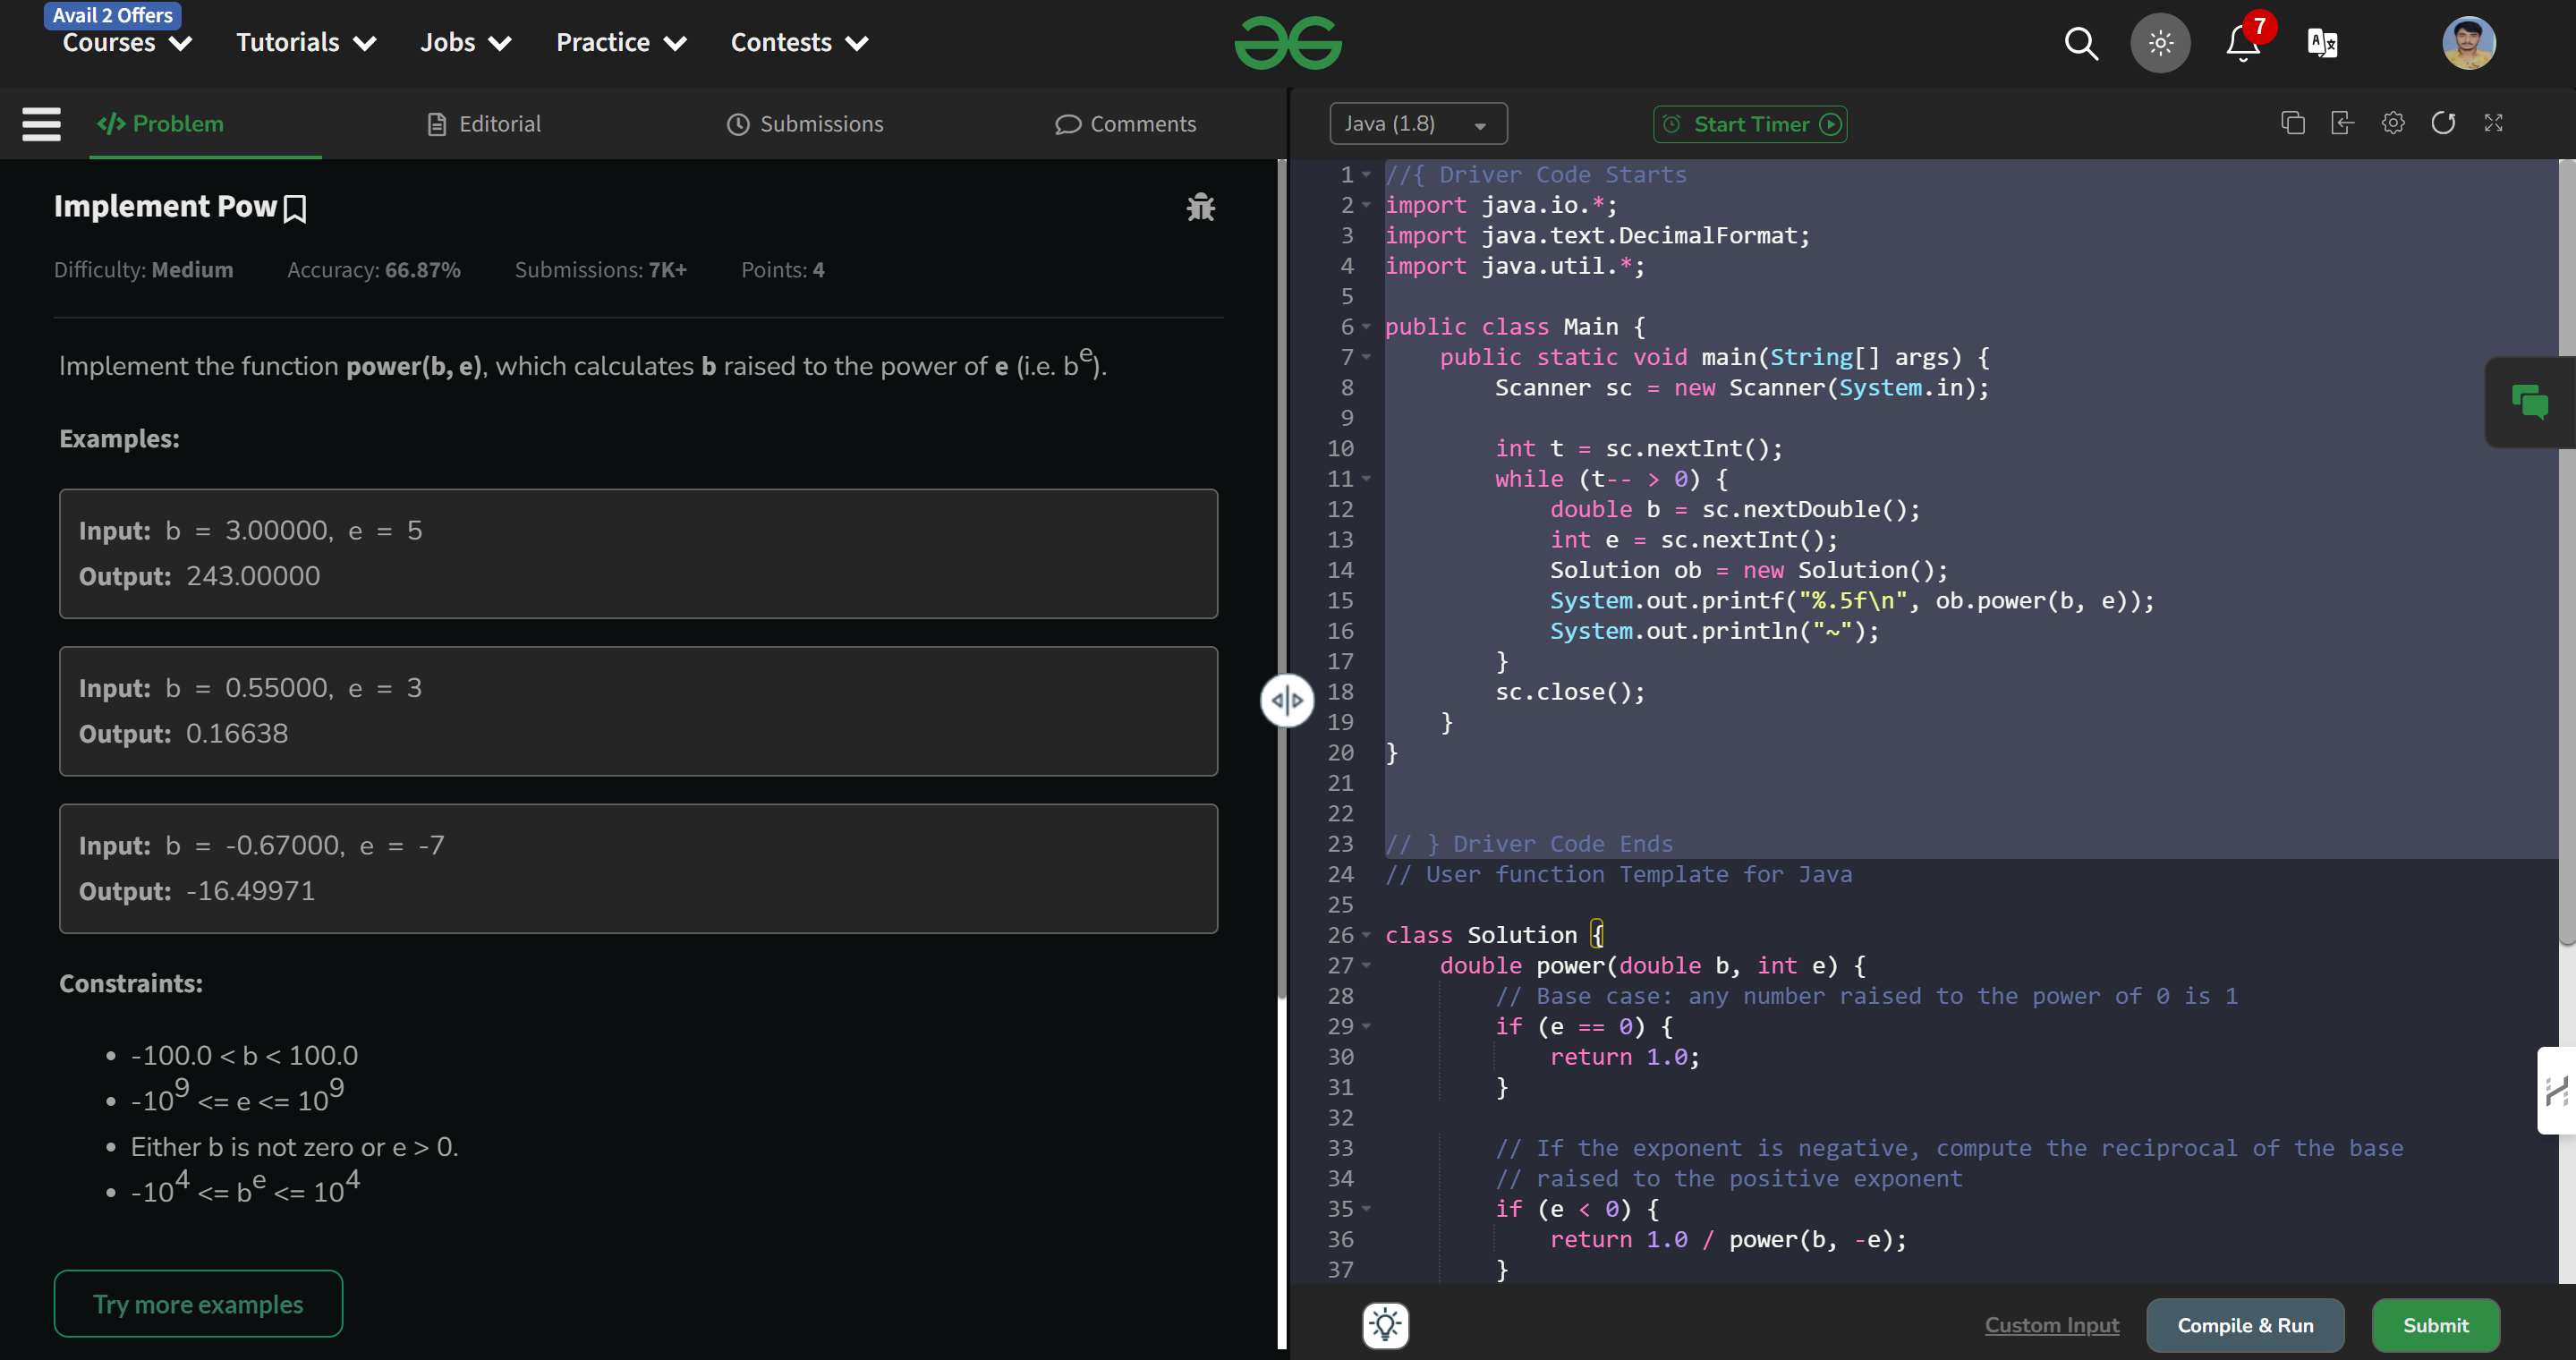 Avail 2 Offers
Courses Tutorials Jobs Practice Contests
7
Problem Editorial Submissions Comments
Java (1.8) Start Timer
Implement Pow
Difficulty: Medium Accuracy: 66.87% Submissions: 7K+ Points: 4
Implement the function power(b, e), which calculates b raised to the power of e (i.e. b^e).
Examples:
Input: b = 3.00000, e = 5
Output: 243.00000
Input: b = 0.55000, e = 3
Output: 0.16638
Input: b = -0.67000, e = -7
Output: -16.49971
Constraints:
• -100.0 < b < 100.0
• -10^9 <= e <= 10^9
• Either b is not zero or e > 0.
• -10^4 <= b^e <= 10^4
Try more examples
1 //{ Driver Code Starts
2 import java.io.*;
3 import java.text.DecimalFormat;
4 import java.util.*;
5
6 public class Main {
7     public static void main(String[] args) {
8         Scanner sc = new Scanner(System.in);
9
10         int t = sc.nextInt();
11         while (t-- > 0) {
12             double b = sc.nextDouble();
13             int e = sc.nextInt();
14             Solution ob = new Solution();
15             System.out.printf("%.5f\n", ob.power(b, e));
16             System.out.println("~");
17         }
18         sc.close();
19     }
20 }
21
22
23 // } Driver Code Ends
24 // User function Template for Java
25
26 class Solution {
27     double power(double b, int e) {
28         // Base case: any number raised to the power of 0 is 1
29         if (e == 0) {
30             return 1.0;
31         }
32
33         // If the exponent is negative, compute the reciprocal of the base
34         // raised to the positive exponent
35         if (e < 0) {
36             return 1.0 / power(b, -e);
37         }
Custom Input Compile & Run Submit